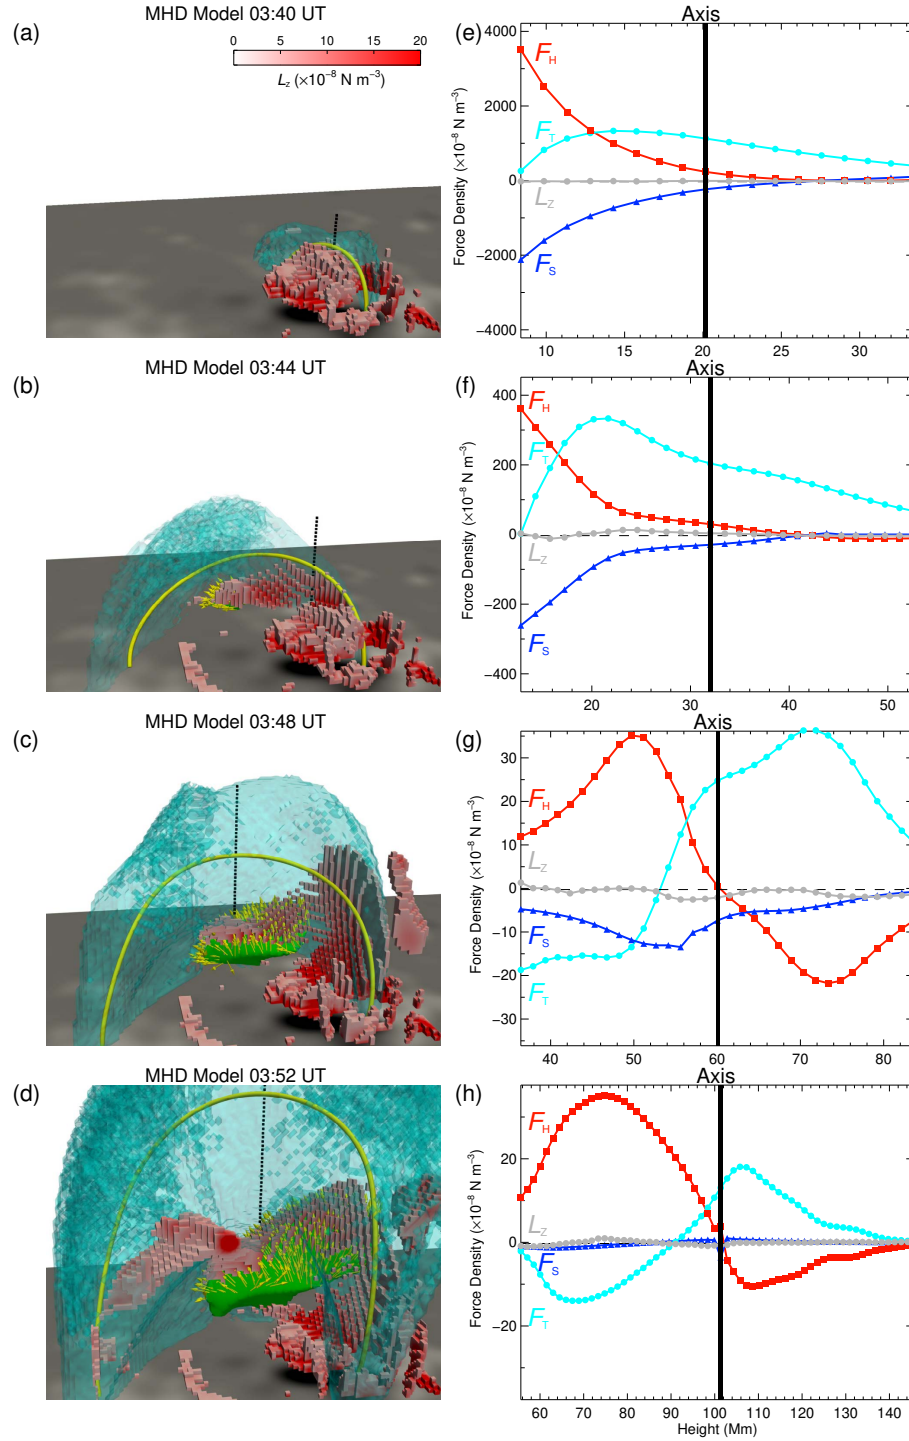 MHD Model 03:40 UT
(a)
0 10 20
L_z (×10⁻⁸ N m⁻³)
Axis
(e)
F_H
F_T
L_Z
F_S
4000
2000
0
-2000
-4000
Force Density (×10⁻⁸ N m⁻³)
10 15 20 25 30
MHD Model 03:44 UT
(b)
Axis
(f)
F_H
F_T
L_Z
F_S
400
200
0
-200
-400
Force Density (×10⁻⁸ N m⁻³)
20 30 40 50
MHD Model 03:48 UT
(c)
Axis
(g)
F_H
L_Z
F_S
F_T
30
20
10
0
-10
-20
-30
Force Density (×10⁻⁸ N m⁻³)
40 50 60 70 80
MHD Model 03:52 UT
(d)
Axis
(h)
F_H
L_Z
F_S
F_T
20
0
-20
Force Density (×10⁻⁸ N m⁻³)
60 70 80 90 100 110 120 130 140
Height (Mm)